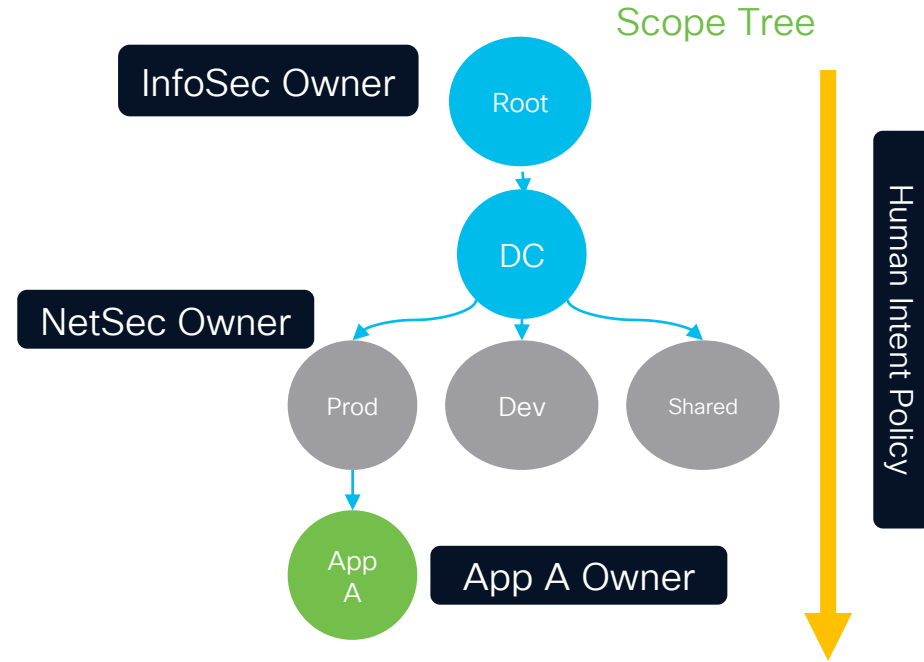 Scope Tree
InfoSec Owner
Root
DC
NetSec Owner
Prod
Dev
Shared
App
A
App A Owner
Human Intent Policy